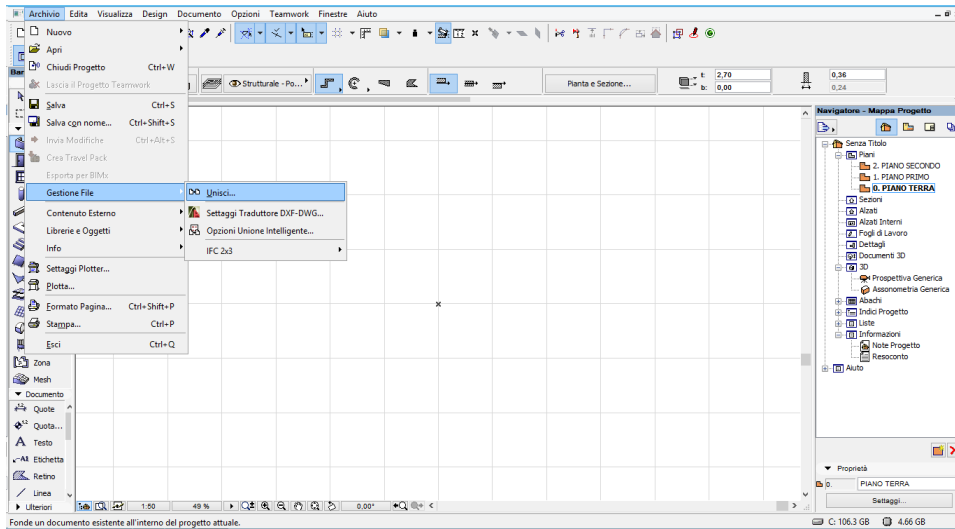 Archivio Edita Visualizza Design Documento Opzioni Teamwork Finestre Aiuto
Nuovo
Apri
Chiudi Progetto Ctrl+W
Lascia il Progetto Teamwork
Salva Ctrl+S
Salva con nome... Ctrl+Shift+S
Invia Modifiche Ctrl+Alt+S
Crea Travel Pack
Esporta per BIMx
Gestione File
Contenuto Esterno
Librerie e Oggetti
Info
Settaggi Plotter...
Plotta...
Formato Pagina... Ctrl+Shift+P
Stampa... Ctrl+P
Esci Ctrl+Q
Unisci...
Settaggi Traduttore DXF-DWG...
Opzioni Unione Intelligente...
IFC 2x3
Strutturale - Po...
Pianta e Sezione...
t: 2,70
b: 0,00
0,36
0,24
Bar
Zona
Mesh
Documento
Quote
Quota...
Testo
A1 Etichetta
Retino
Linea
Ulteriori
1:50
49 %
0,00°
Navigatore - Mappa Progetto
Senza Titolo
Piani
2. PIANO SECONDO
1. PIANO PRIMO
0. PIANO TERRA
Sezioni
Alzati
Alzati Interni
Fogli di Lavoro
Dettagli
Documenti 3D
3D
Prospettiva Generica
Assonometria Generica
Abachi
Indici Progetto
Liste
Informazioni
Note Progetto
Resoconto
Aiuto
Proprietà
0. PIANO TERRA
Settaggi...
Fonde un documento esistente all'interno del progetto attuale.
C: 106.3 GB 4.66 GB